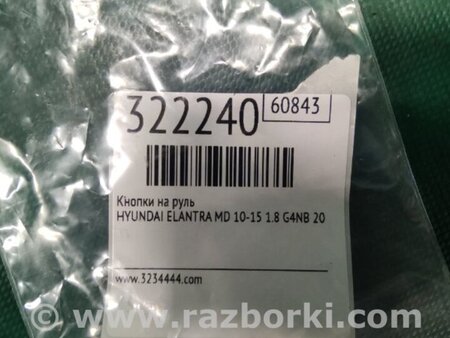 322240
60843
Кнопки на руль
HYUNDAI ELANTRA MD 10-15 1.8 G4NB 20
www.3234444.com
www.razborki.com